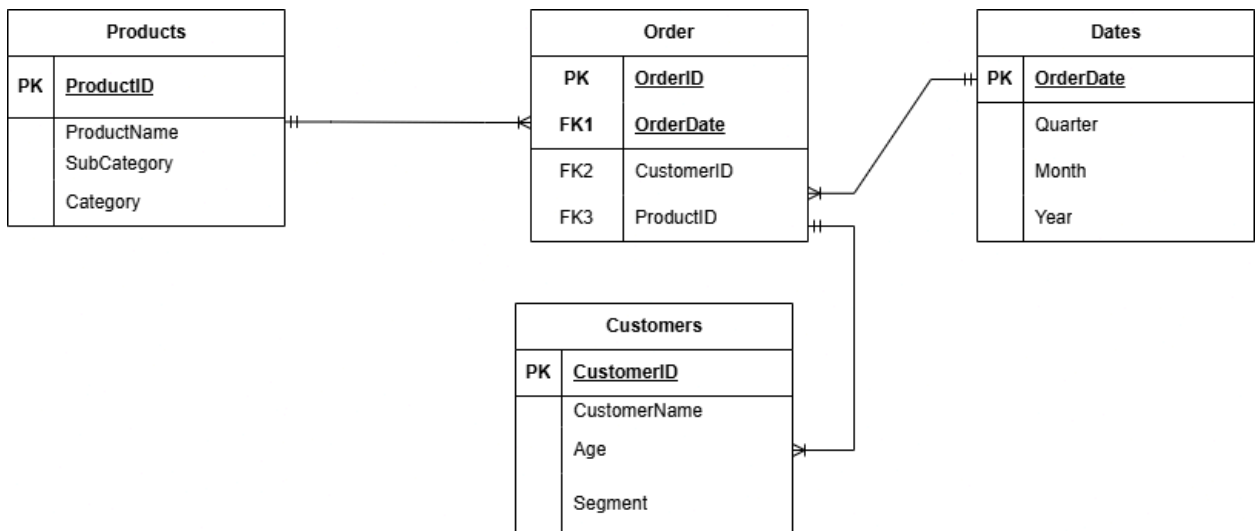 Products
PK ProductID
ProductName
SubCategory
Category
Order
PK OrderID
FK1 OrderDate
FK2 CustomerID
FK3 ProductID
Dates
PK OrderDate
Quarter
Month
Year
Customers
PK CustomerID
CustomerName
Age
Segment